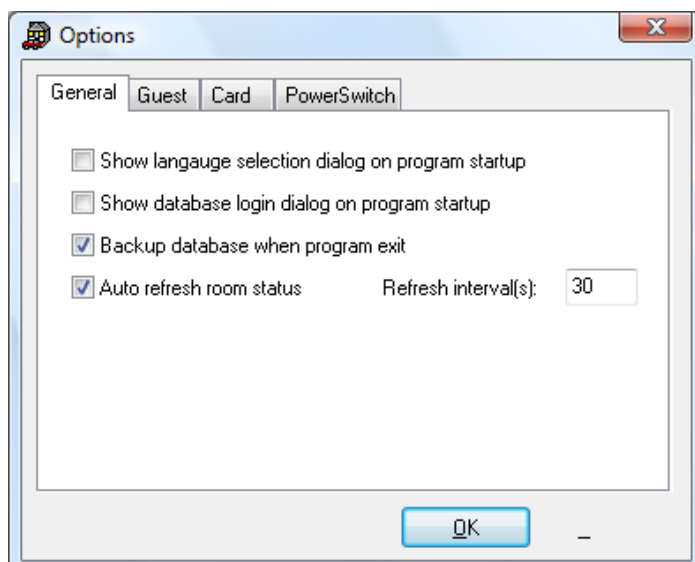 Options
General Guest Card PowerSwitch
Show langauge selection dialog on program startup
Show database login dialog on program startup
Backup database when program exit
Auto refresh room status Refresh interval(s): 30
OK